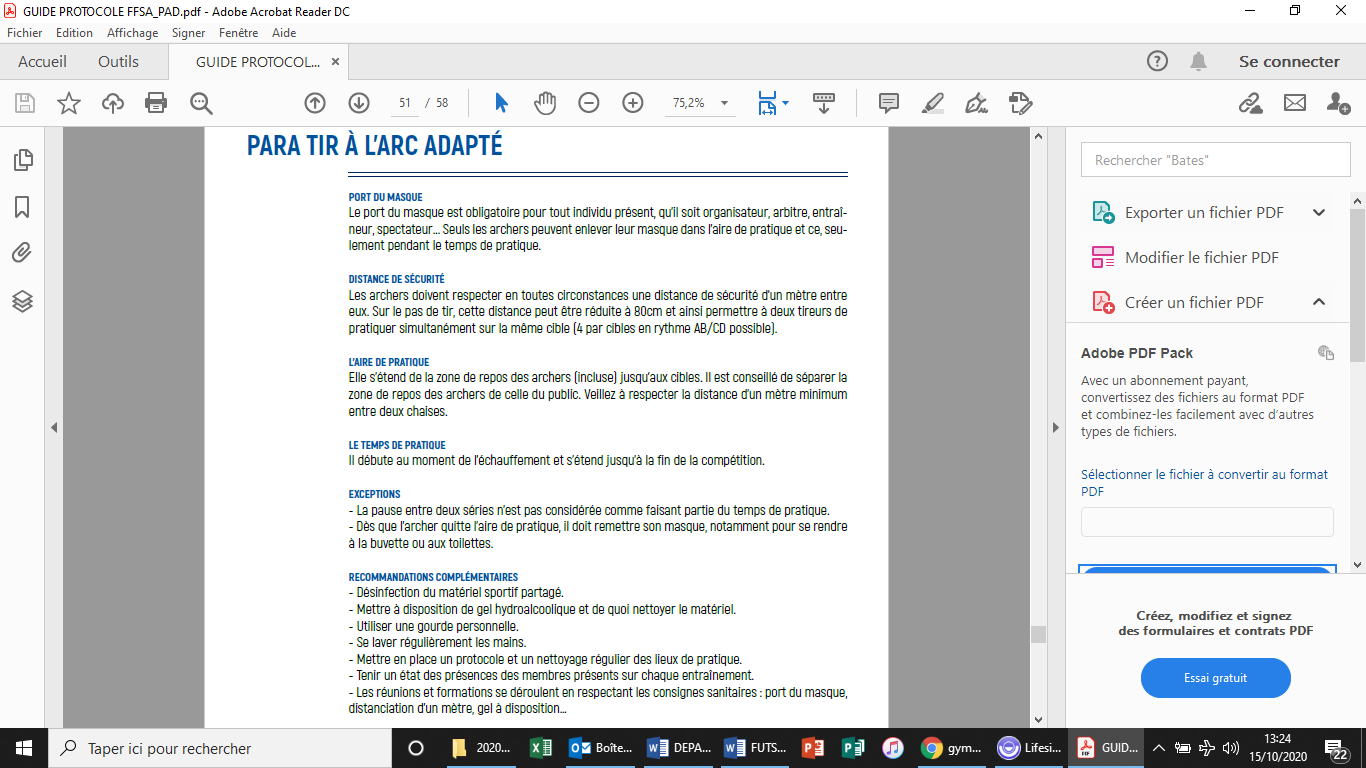 GUIDE PROTOCOLE FFSA_PAD.pdf - Adobe Acrobat Reader DC
Fichier Edition Affichage Signer Fenêtre Aide
Accueil Outils GUIDE PROTOCOL... × Se connecter
51 / 58 75,2%
PARA TIR À L'ARC ADAPTÉ
PORT DU MASQUE
Le port du masque est obligatoire pour tout individu présent, qu'il soit organisateur, arbitre, entraî-
neur, spectateur... Seuls les archers peuvent enlever leur masque dans l'aire de pratique et ce, seu-
lement pendant le temps de pratique.
DISTANCE DE SÉCURITÉ
Les archers doivent respecter en toutes circonstances une distance de sécurité d'un mètre entre
eux. Sur le pas de tir, cette distance peut être réduite à 80cm et ainsi permettre à deux tireurs de
pratiquer simultanément sur la même cible (4 par cibles en rythme AB/CD possible).
L'AIRE DE PRATIQUE
Elle s'étend de la zone de repos des archers (incluse) jusqu'aux cibles. Il est conseillé de séparer la
zone de repos des archers de celle du public. Veillez à respecter la distance d'un mètre minimum
entre deux chaises.
LE TEMPS DE PRATIQUE
Il débute au moment de l'échauffement et s'étend jusqu'à la fin de la compétition.
EXCEPTIONS
- La pause entre deux séries n'est pas considérée comme faisant partie du temps de pratique.
- Dès que l'archer quitte l'aire de pratique, il doit remettre son masque, notamment pour se rendre
à la buvette ou aux toilettes.
RECOMMANDATIONS COMPLÉMENTAIRES
- Désinfection du matériel sportif partagé.
- Mettre à disposition de gel hydroalcoolique et de quoi nettoyer le matériel.
- Utiliser une gourde personnelle.
- Se laver régulièrement les mains.
- Mettre en place un protocole et un nettoyage régulier des lieux de pratique.
- Tenir un état des présences des membres présents sur chaque entraînement.
- Les réunions et formations se déroulent en respectant les consignes sanitaires : port du masque,
distanciation d'un mètre, gel à disposition...
Rechercher "Bates"
Exporter un fichier PDF
Modifier le fichier PDF
Créer un fichier PDF
Adobe PDF Pack
Avec un abonnement payant,
convertissez des fichiers au format PDF
et combinez-les facilement avec d'autres
types de fichiers.
Sélectionner le fichier à convertir au format
PDF
Créez, modifiez et signez
des formulaires et contrats PDF
Essai gratuit
Taper ici pour rechercher
2020... Boîte... DEPA... FUTS... gym... Lifesi... GUID...
13:24
15/10/2020
22